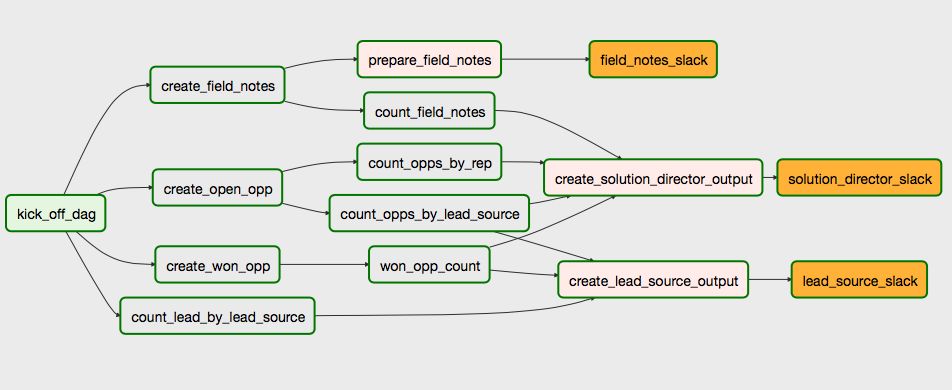 prepare_field_notes
field_notes_slack
create_field_notes
count_field_notes
count_opps_by_rep
create_solution_director_output
solution_director_slack
create_open_opp
kick_off_dag
count_opps_by_lead_source
create_won_opp
won_opp_count
create_lead_source_output
lead_source_slack
count_lead_by_lead_source